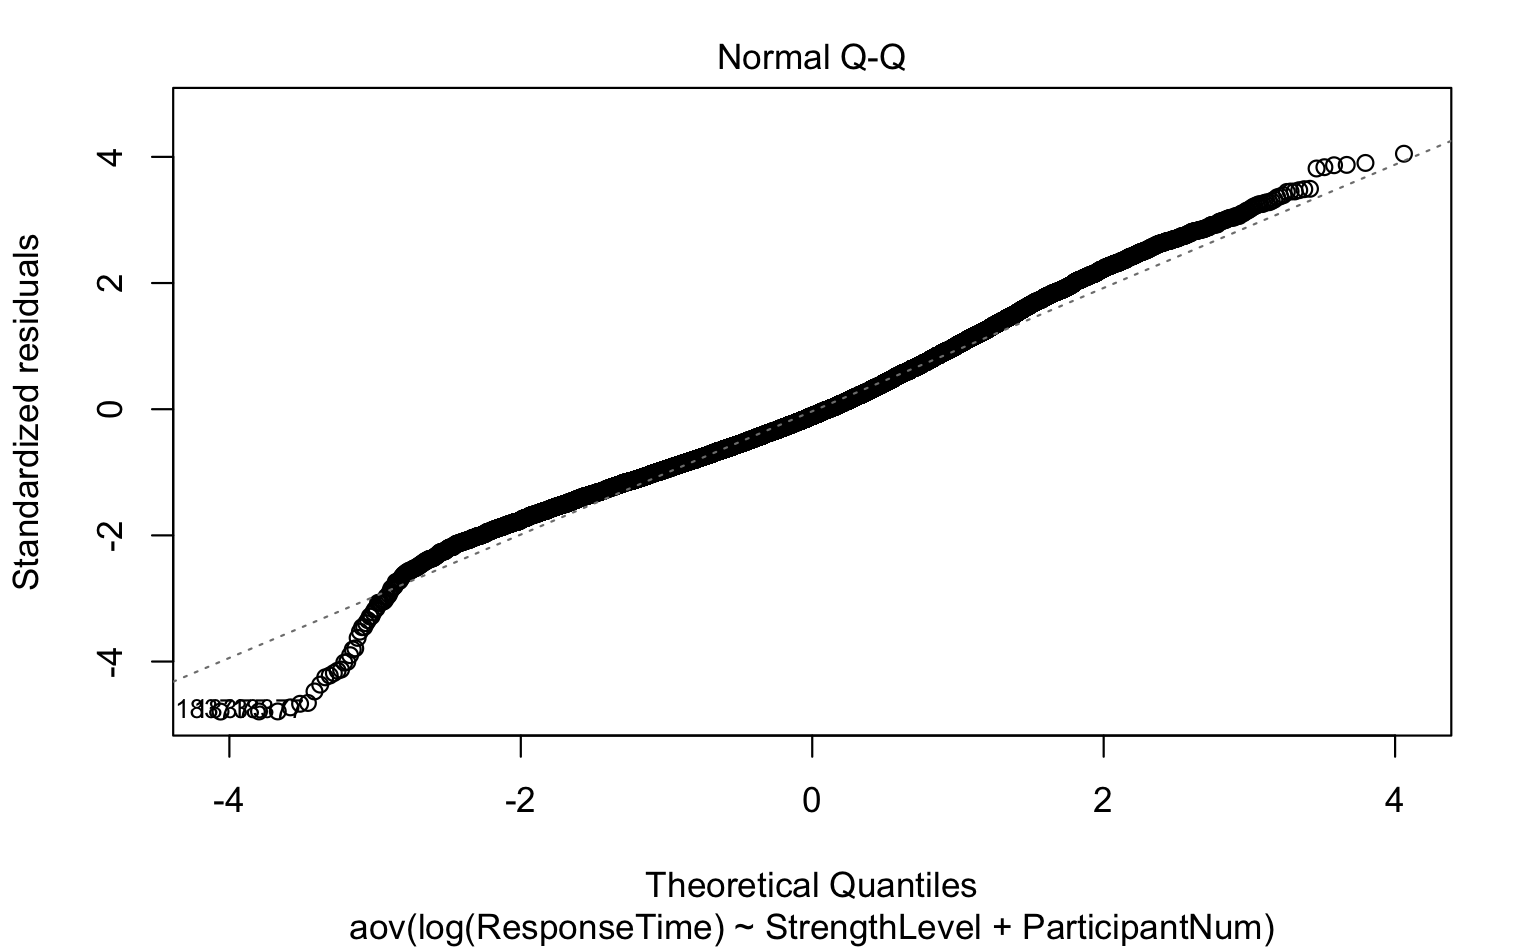 Normal Q-Q
Standardized residuals
4
2
0
-2
-4
-4
-2
0
2
4
Theoretical Quantiles
aov(log(ResponseTime) ~ StrengthLevel + ParticipantNum)